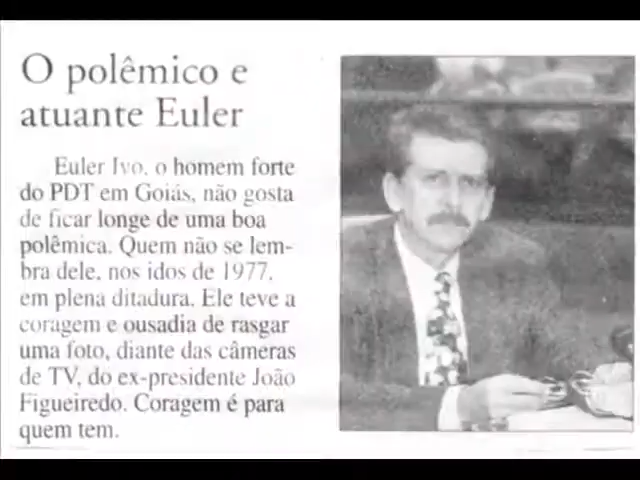 O polêmico e
atuante Euler
Euler Ivo, o homem forte
do PDT em Goiás, não gosta
de ficar longe de uma boa
polêmica. Quem não se lem-
bra dele, nos idos de 1977,
em plena ditadura. Ele teve a
coragem e ousadia de rasgar
uma foto, diante das câmeras
de TV, do ex-presidente João
Figueiredo. Coragem é para
quem tem.